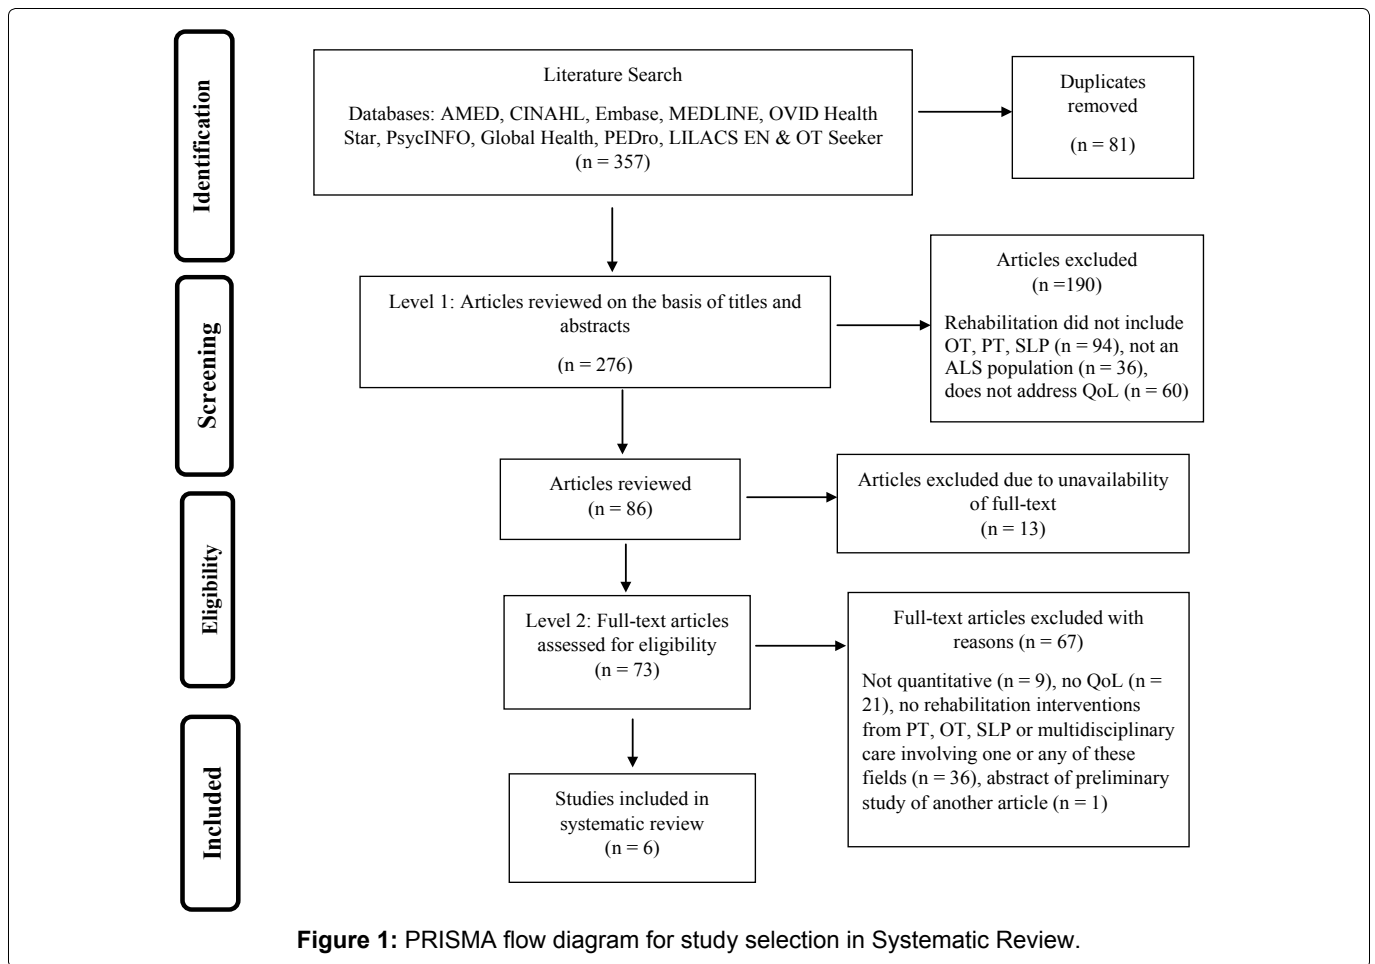 Identification
Literature Search
Databases: AMED, CINAHL, Embase, MEDLINE, OVID Health
Star, PsycINFO, Global Health, PEDro, LILACS EN & OT Seeker
(n = 357)
Duplicates
removed
(n = 81)
Screening
Level 1: Articles reviewed on the basis of titles and
abstracts
(n = 276)
Articles excluded
(n =190)
Rehabilitation did not include
OT, PT, SLP (n = 94), not an
ALS population (n = 36),
does not address QoL (n = 60)
Articles reviewed
(n = 86)
Articles excluded due to unavailability
of full-text
(n = 13)
Eligibility
Level 2: Full-text articles
assessed for eligibility
(n = 73)
Full-text articles excluded with
reasons (n = 67)
Not quantitative (n = 9), no QoL (n =
21), no rehabilitation interventions
from PT, OT, SLP or multidisciplinary
care involving one or any of these
fields (n = 36), abstract of preliminary
study of another article (n = 1)
Included
Studies included in
systematic review
(n = 6)
Figure 1: PRISMA flow diagram for study selection in Systematic Review.